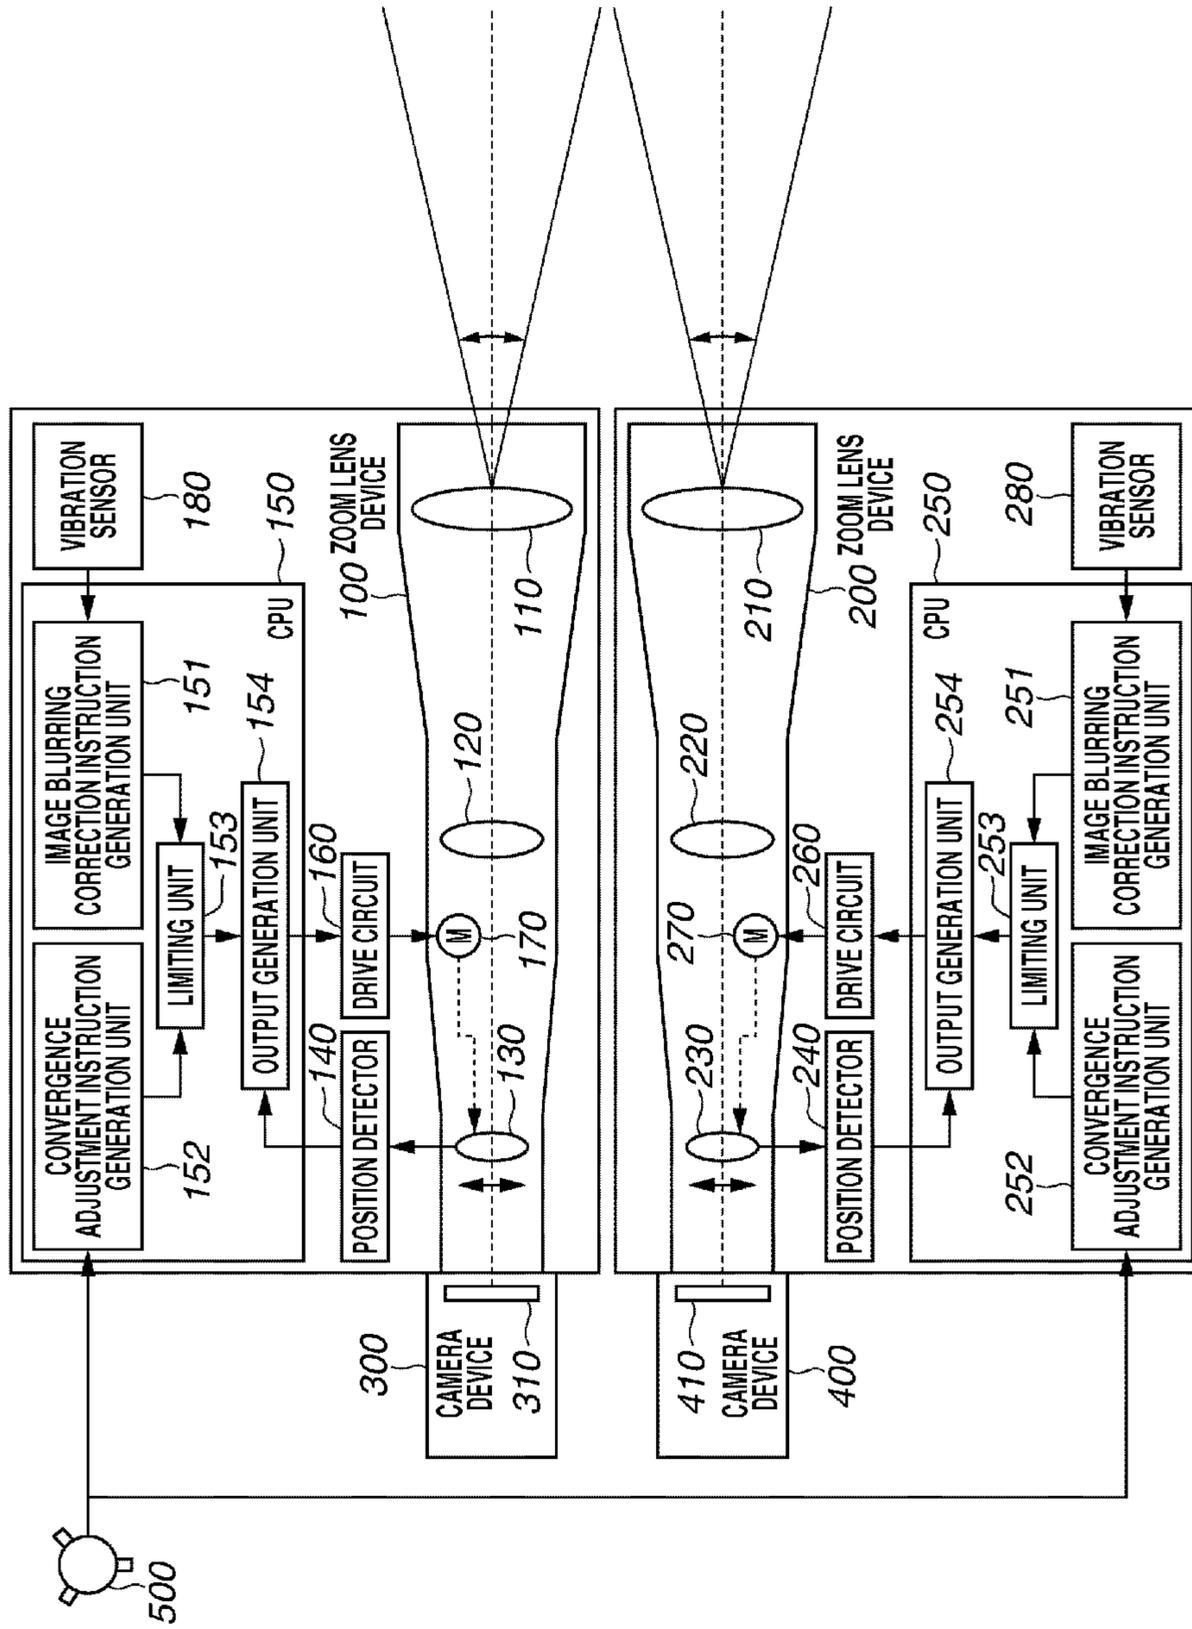 VIBRATION
SENSOR
180
150
CPU
IMAGE BLURRING
CORRECTION INSTRUCTION
GENERATION UNIT
151
154
CONVERGENCE
ADJUSTMENT INSTRUCTION
GENERATION UNIT
152
LIMITING UNIT
153
OUTPUT GENERATION UNIT
160
DRIVE CIRCUIT
140
POSITION DETECTOR
ZOOM LENS
DEVICE
100
110
120
M
170
130
300
CAMERA
DEVICE
310
500
410
CAMERA
DEVICE
400
210
220
270
M
230
ZOOM LENS
DEVICE
200
260
DRIVE CIRCUIT
240
POSITION DETECTOR
250
CPU
254
OUTPUT GENERATION UNIT
253
LIMITING UNIT
251
IMAGE BLURRING
CORRECTION INSTRUCTION
GENERATION UNIT
252
CONVERGENCE
ADJUSTMENT INSTRUCTION
GENERATION UNIT
280
VIBRATION
SENSOR